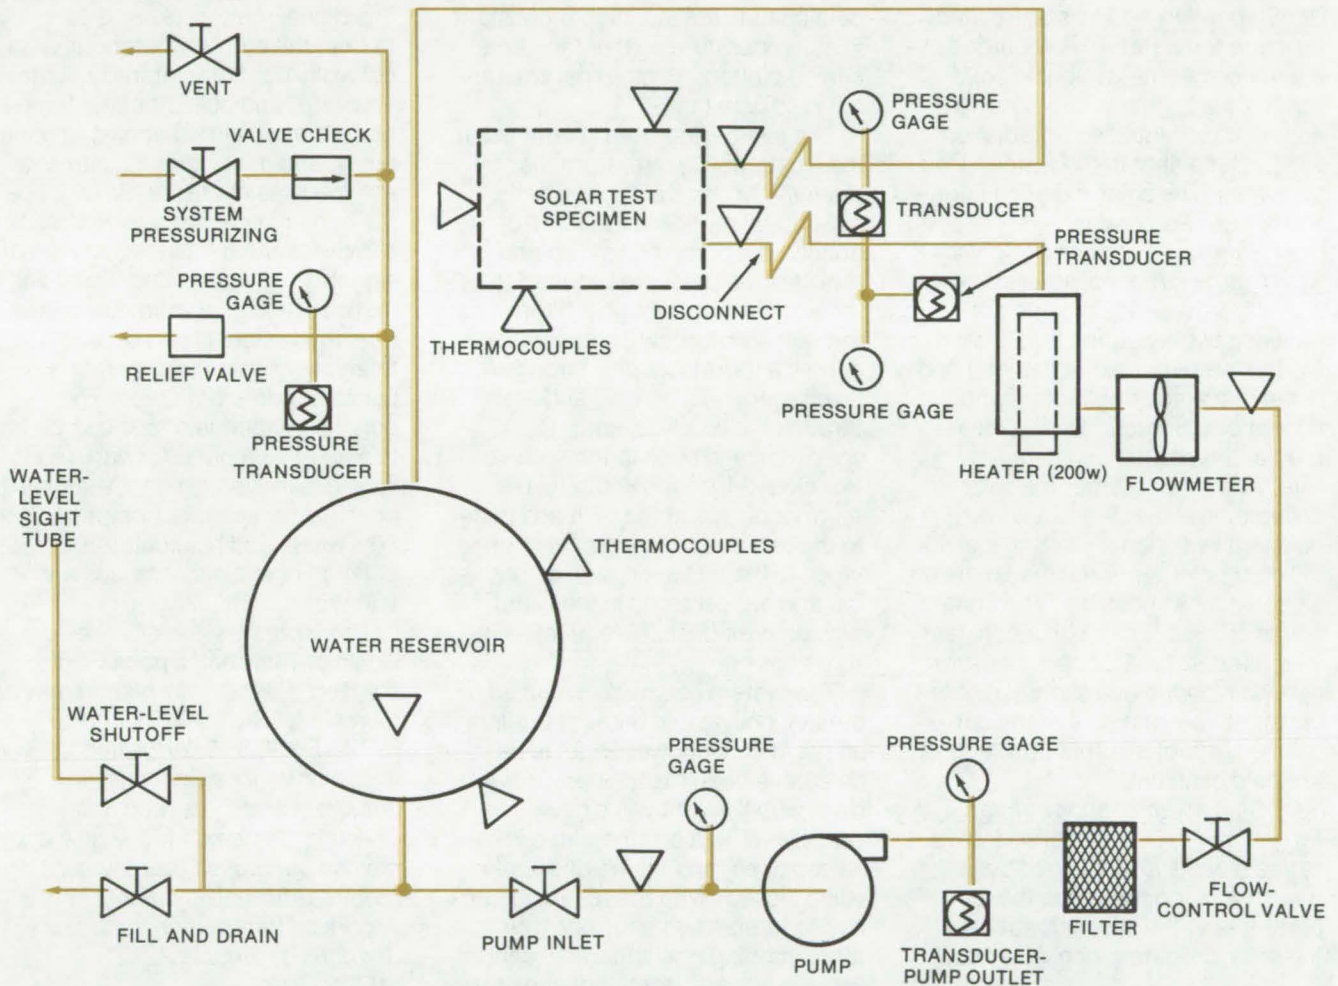 VENT
VALVE CHECK
SYSTEM
PRESSURIZING
PRESSURE
GAGE
RELIEF VALVE
PRESSURE
TRANSDUCER
SOLAR TEST
SPECIMEN
THERMOCOUPLES
DISCONNECT
PRESSURE
GAGE
TRANSDUCER
PRESSURE
TRANSDUCER
PRESSURE GAGE
HEATER (200w)
FLOWMETER
WATER-
LEVEL
SIGHT
TUBE
THERMOCOUPLES
WATER RESERVOIR
WATER-LEVEL
SHUTOFF
FILL AND DRAIN
PUMP INLET
PRESSURE
GAGE
PUMP
PRESSURE GAGE
TRANSDUCER-
PUMP OUTLET
FILTER
FLOW-
CONTROL VALVE